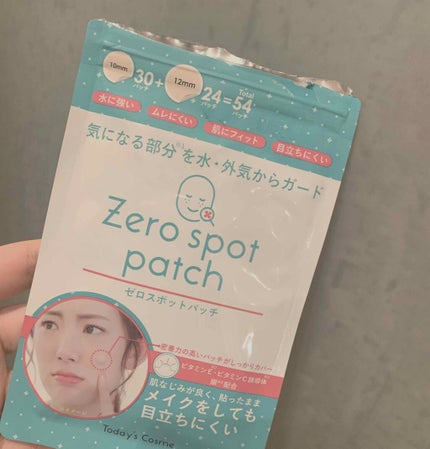 10mm 30+ 12mm 24=54 Total
パッチ パッチ パッチ
水に強い ムレにくい 肌にフィット 目立ちにくい
気になる部分を水・外気からガード
Zero spot
patch
ゼロスポットパッチ
密着力の高いパッチがしっかりカバー
ビタミンE・ビタミンC誘導体
配合
肌なじみが良く、貼ったまま
メイクをしても
目立ちにくい
Today's Cosme